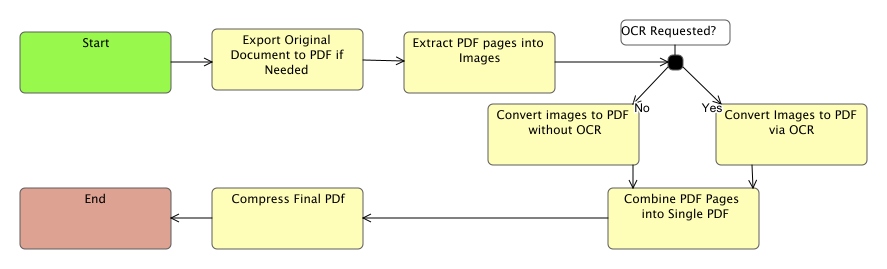 Start
Export Original
Document to PDF if
Needed
Extract PDF pages into
Images
OCR Requested?
No
Yes
Convert images to PDF
without OCR
Convert Images to PDF
via OCR
Combine PDF Pages
into Single PDF
Compress Final PDf
End